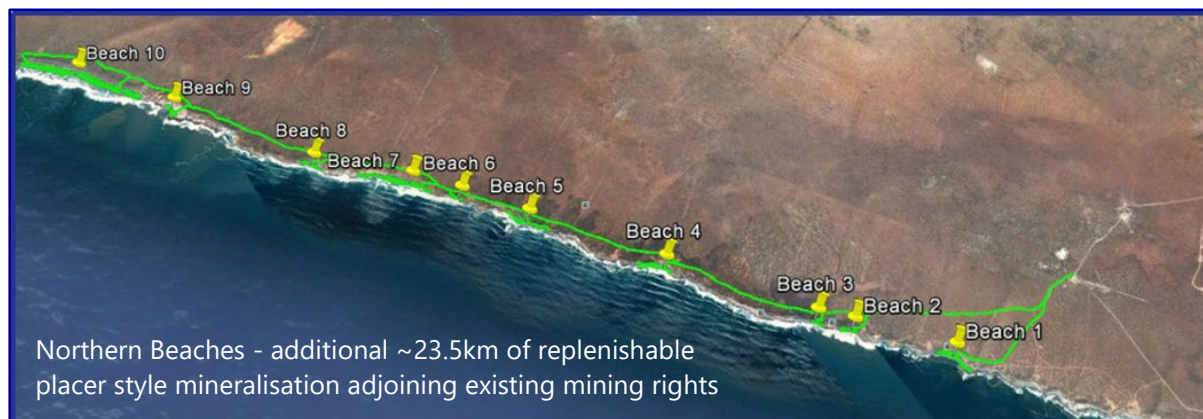 Beach 10
Beach 9
Beach 8
Beach 7
Beach 6
Beach 5
Beach 4
Beach 3
Beach 2
Beach 1
Northern Beaches - additional ~23.5km of replenishable
placer style mineralisation adjoining existing mining rights